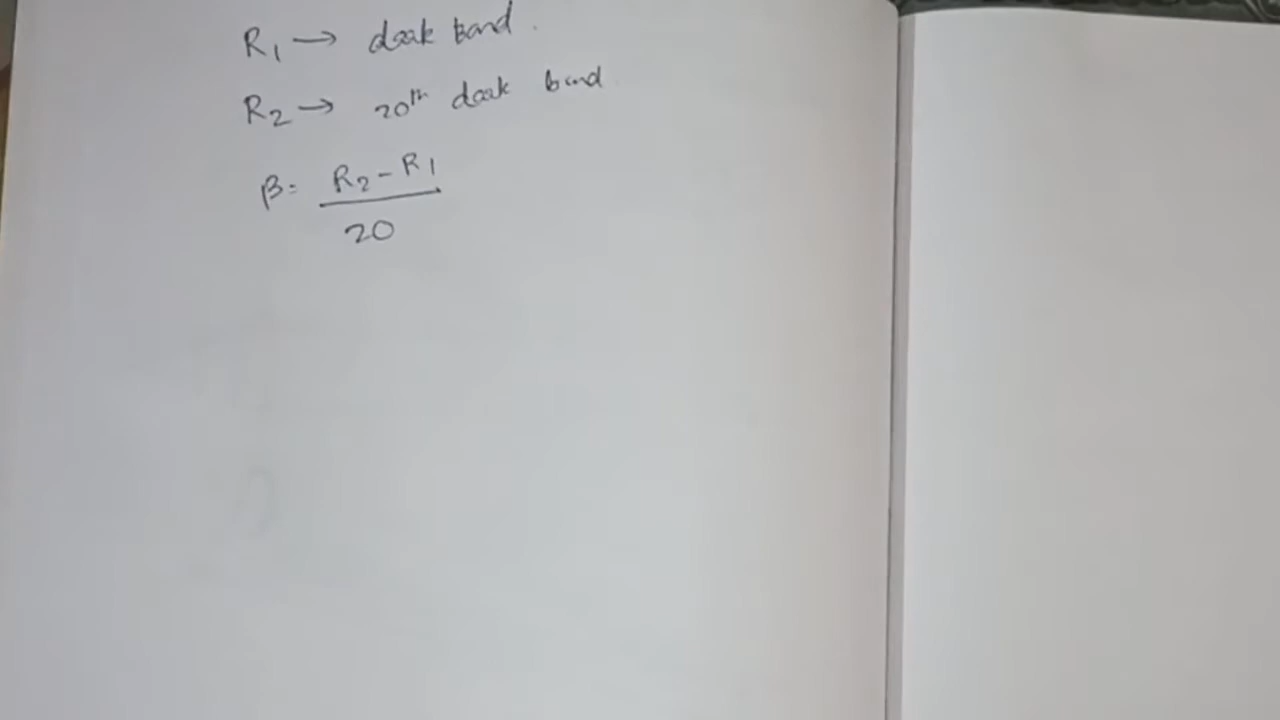 R₁ → dark band.
R₂ → 20th dark band
β = R₂ - R₁
20